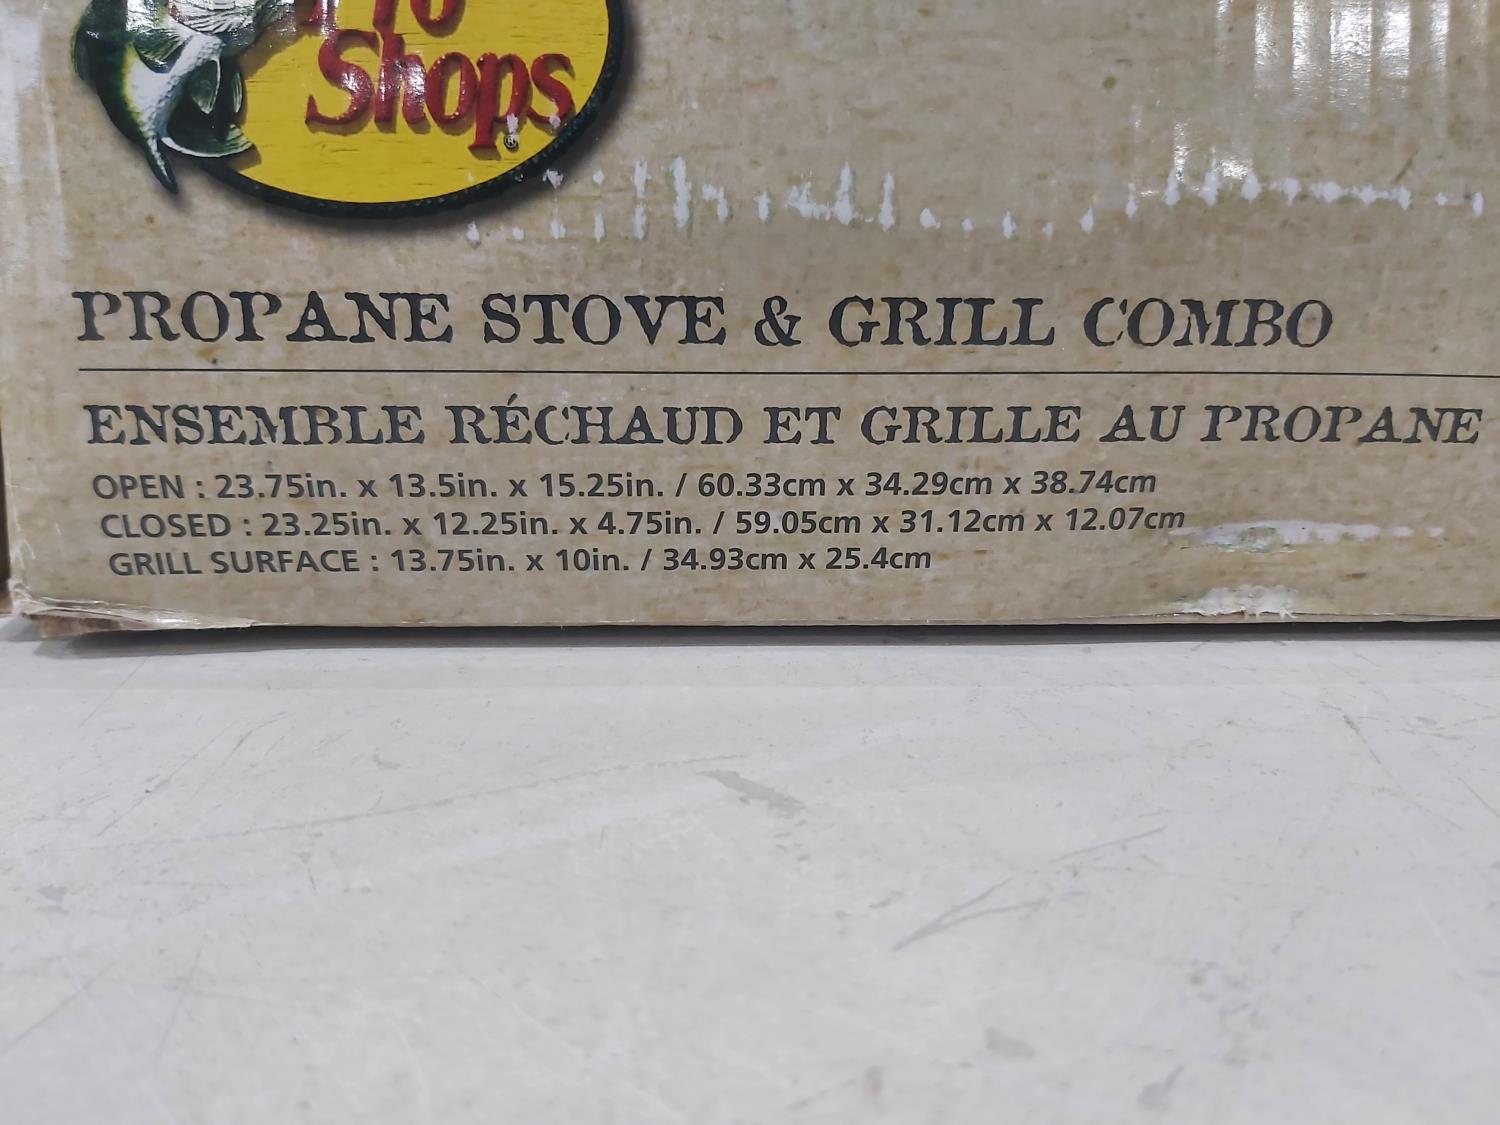 Pro
Shops
®
PROPANE STOVE & GRILL COMBO
ENSEMBLE RÉCHAUD ET GRILLE AU PROPANE
OPEN : 23.75in. x 13.5in. x 15.25in. / 60.33cm x 34.29cm x 38.74cm
CLOSED : 23.25in. x 12.25in. x 4.75in. / 59.05cm x 31.12cm x 12.07cm
GRILL SURFACE : 13.75in. x 10in. / 34.93cm x 25.4cm